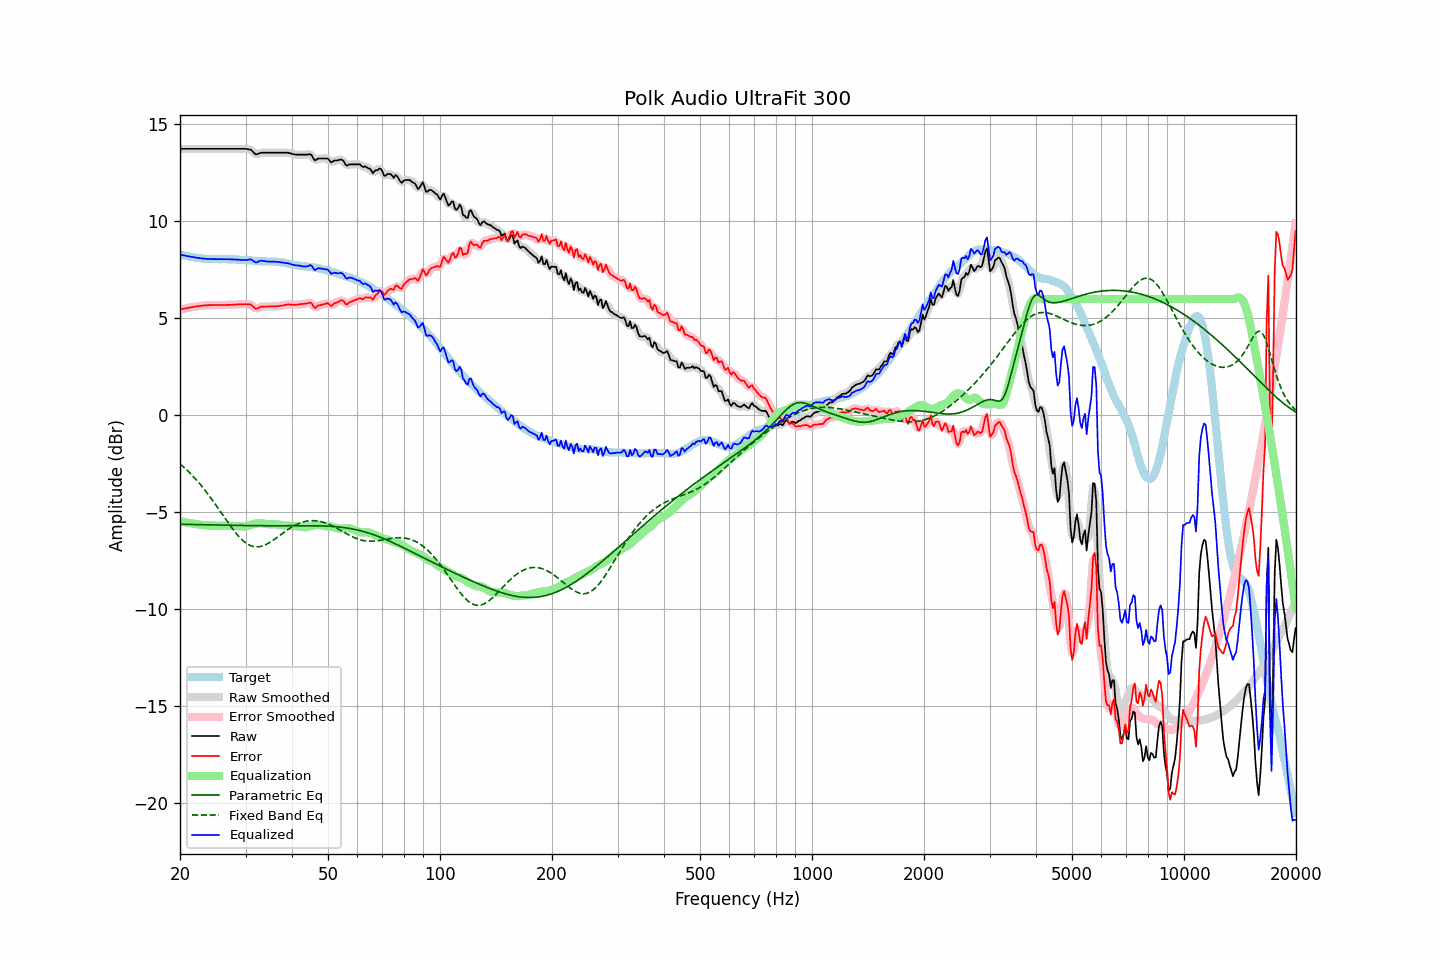 Polk Audio UltraFit 300
15
10
5
0
−5
−10
−15
−20
Amplitude (dBr)
Target
Raw Smoothed
Error Smoothed
Raw
Error
Equalization
Parametric Eq
Fixed Band Eq
Equalized
20 50 100 200 500 1000 2000 5000 10000 20000
Frequency (Hz)